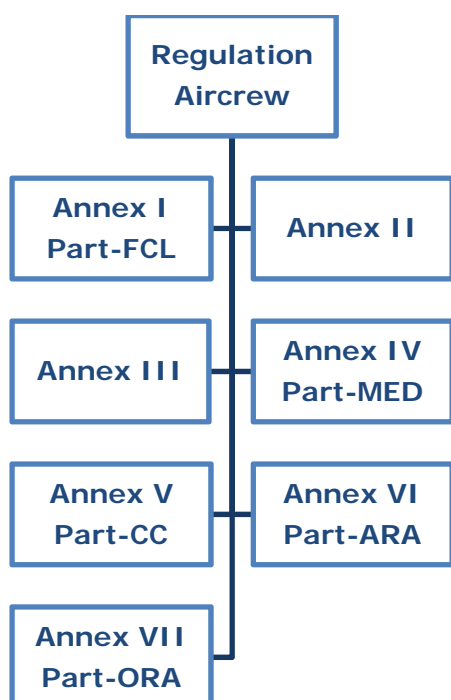 Regulation
Aircrew
Annex I
Part-FCL
Annex II
Annex III
Annex IV
Part-MED
Annex V
Part-CC
Annex VI
Part-ARA
Annex VII
Part-ORA